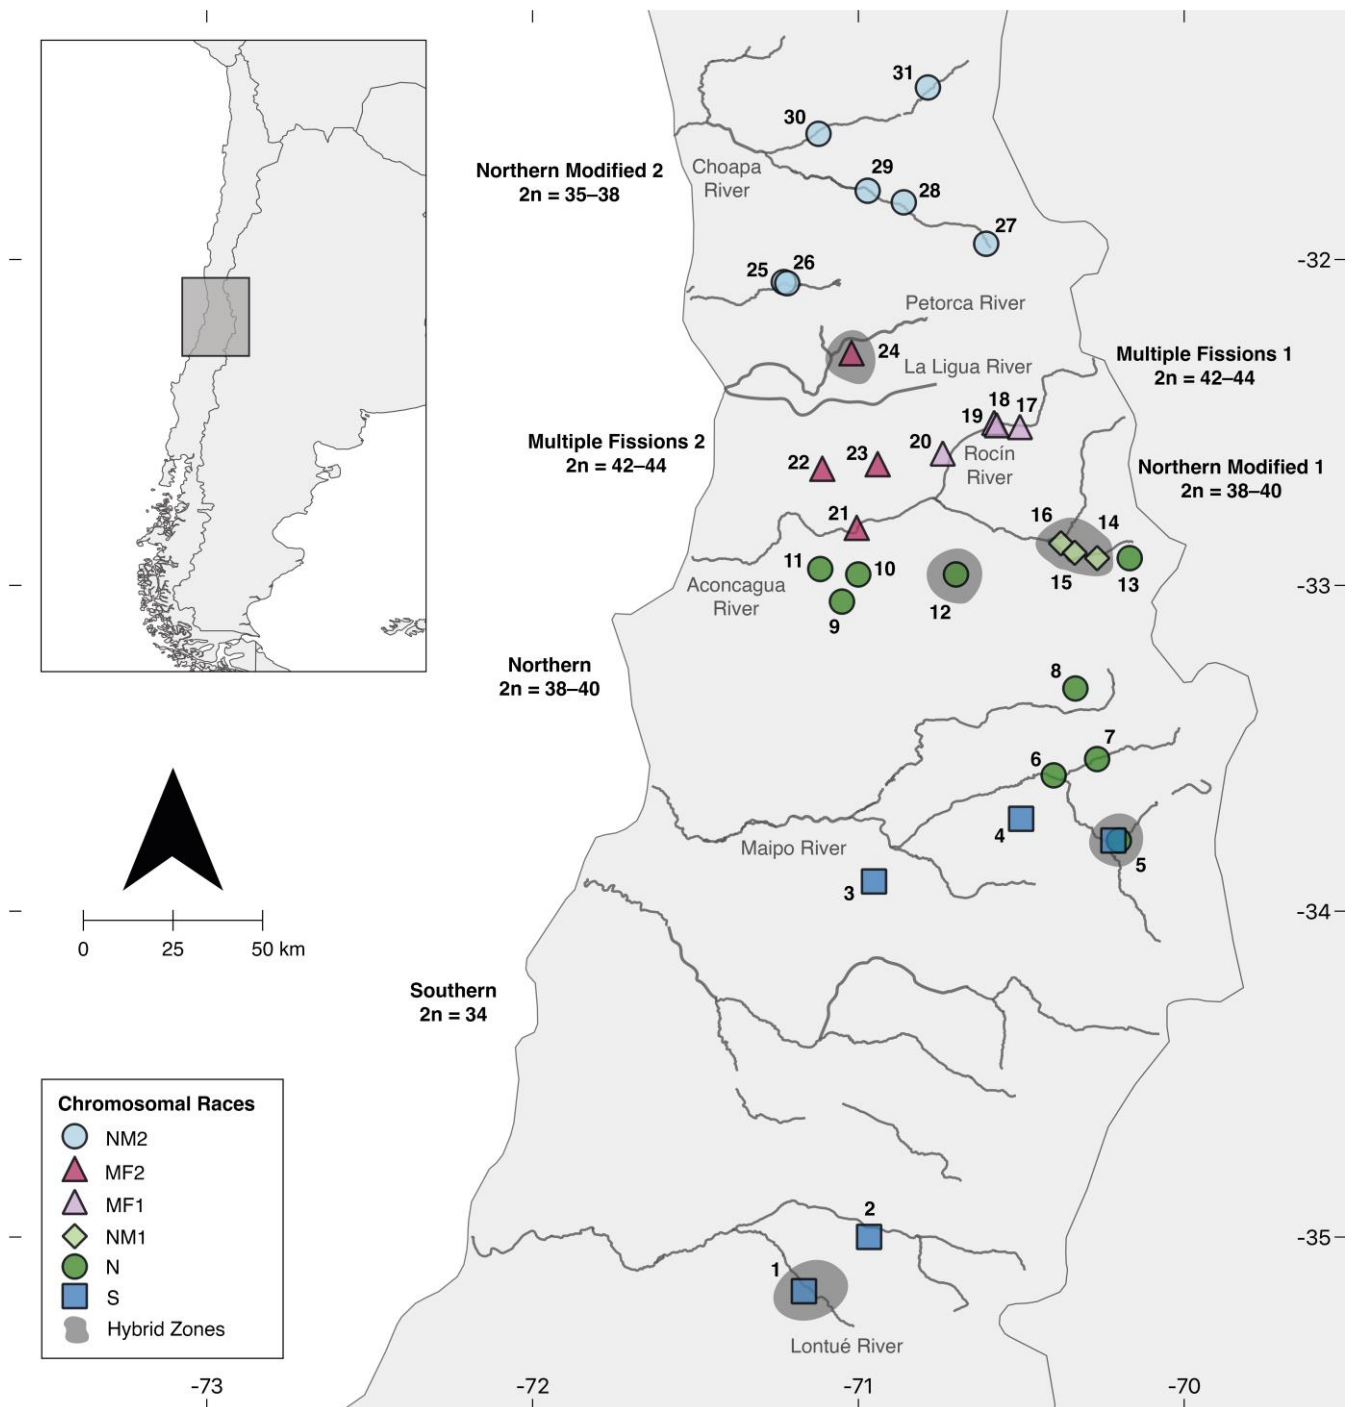 31
30
Choapa
River
Northern Modified 2
2n = 35–38
29
28
27
25
26
-32
Petorca River
24
La Ligua River
Multiple Fissions 1
2n = 42–44
18
17
19
Multiple Fissions 2
2n = 42–44
20
23
22
Rocín
River
Northern Modified 1
2n = 38–40
21
16
14
11
10
15
13
-33
Aconcagua
River
12
9
Northern
2n = 38–40
8
7
6
4
Maipo River
5
3
-34
0
25
50 km
Southern
2n = 34
Chromosomal Races
NM2
MF2
MF1
NM1
N
S
Hybrid Zones
2
-35
1
Lontué River
-73
-72
-71
-70